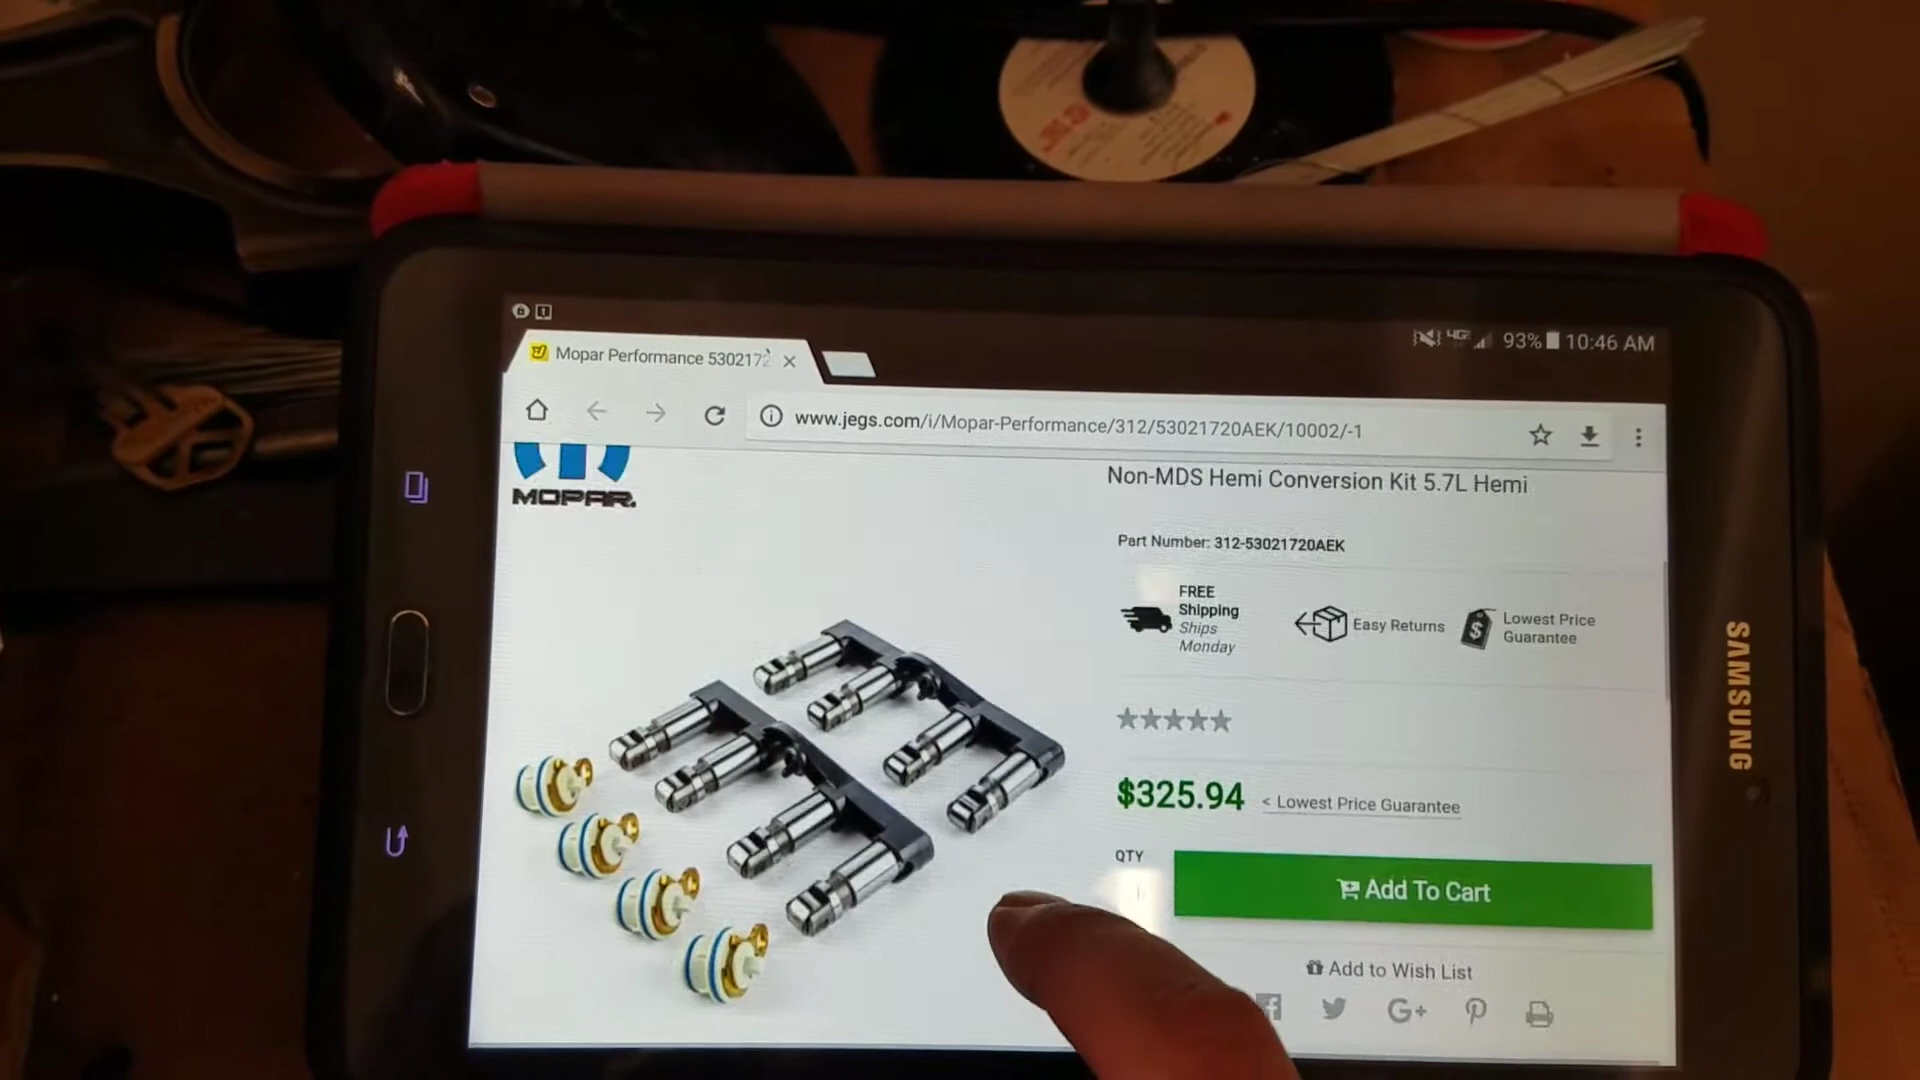 4G
93% 10:46 AM
Mopar Performance 5302172
www.jegs.com/i/Mopar-Performance/312/53021720AEK/10002/-1
MOPAR
Non-MDS Hemi Conversion Kit 5.7L Hemi
Part Number: 312-53021720AEK
FREE
Shipping
Ships
Monday
Easy Returns
Lowest Price
Guarantee
$325.94 < Lowest Price Guarantee
QTY
Add To Cart
Add to Wish List
G+
SAMSUNG